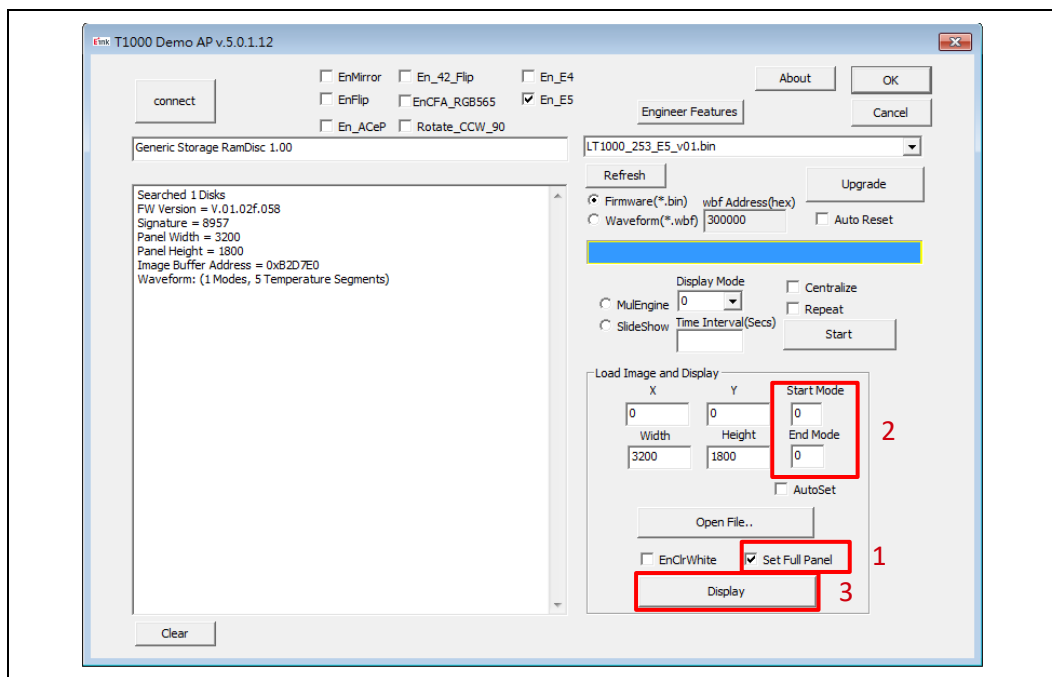 Eink T1000 Demo AP v.5.0.1.12
connect
EnMirror En_42_Flip En_E4
EnFlip EnCFA_RGB565 En_E5
En_ACeP Rotate_CCW_90
About OK
Engineer Features Cancel
Generic Storage RamDisc 1.00
LT1000_253_E5_v01.bin
Searched 1 Disks
FW Version = V.01.02f.058
Signature = 8957
Panel Width = 3200
Panel Height = 1800
Image Buffer Address = 0xB2D7E0
Waveform: (1 Modes, 5 Temperature Segments)
Clear
Refresh Upgrade
Firmware(*.bin) wbf Address(hex)
Waveform(*.wbf) 300000 Auto Reset
Display Mode Centralize
MulEngine 0 Repeat
SlideShow Time Interval(Secs) Start
Load Image and Display
X Y Start Mode
0 0 0
Width Height End Mode 2
3200 1800 0
AutoSet
Open File..
EnClrWhite Set Full Panel 1
Display 3